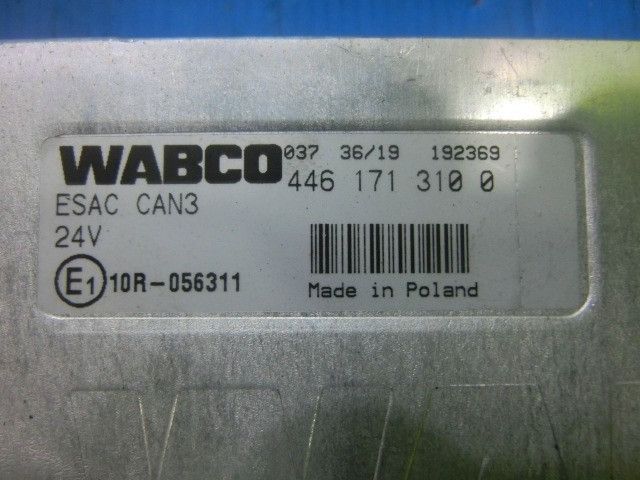 WABCO 037 36/19 192369
446 171 310 0
ESAC CAN3
24V
E1 10R-056311
Made in Poland